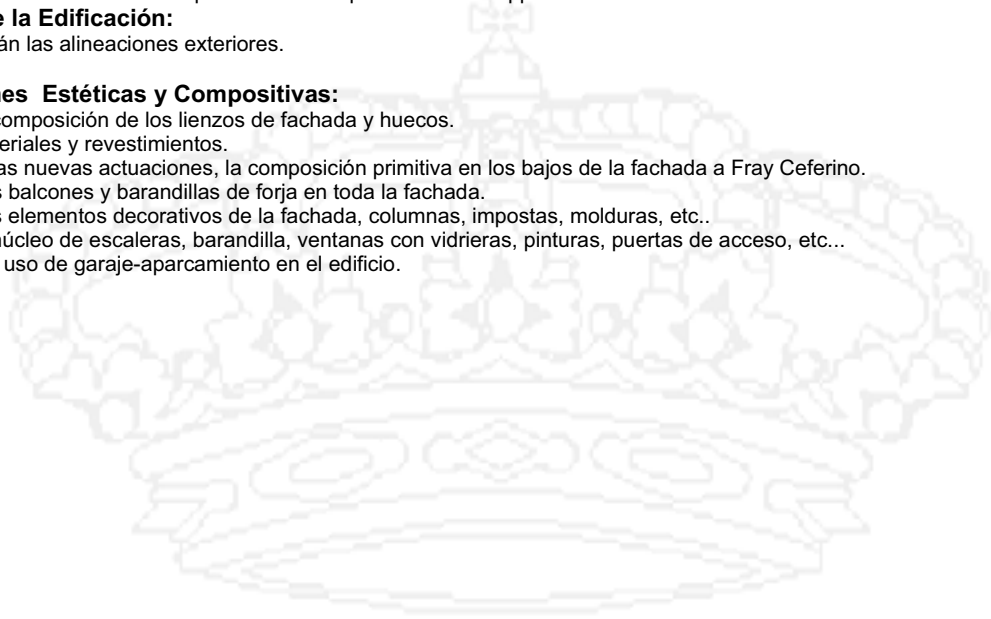 e la Edificación:
án las alineaciones exteriores.
nes Estéticas y Compositivas:
composición de los lienzos de fachada y huecos.
eriales y revestimientos.
as nuevas actuaciones, la composición primitiva en los bajos de la fachada a Fray Ceferino.
s balcones y barandillas de forja en toda la fachada.
s elementos decorativos de la fachada, columnas, impostas, molduras, etc..
núcleo de escaleras, barandilla, ventanas con vidrieras, pinturas, puertas de acceso, etc...
uso de garaje-aparcamiento en el edificio.